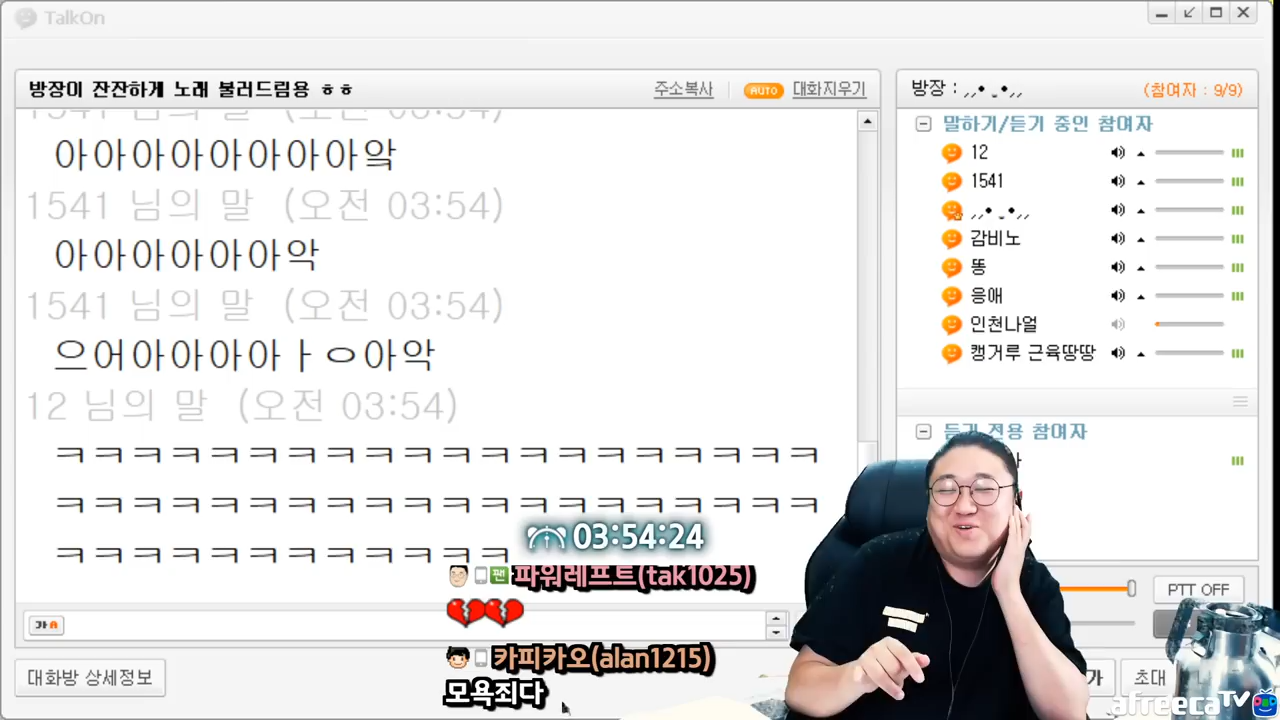 TalkOn
방장이 잔잔하게 노래 불러드림용 ㅎㅎ
주소복사
AUTO
대화지우기
아아아아아아아아앜
1541 님의 말 (오전 03:54)
아아아아아아악
1541 님의 말 (오전 03:54)
으어아아아아ㅏㅇ아악
12 님의 말 (오전 03:54)
ㅋㅋㅋㅋㅋㅋㅋㅋㅋㅋㅋㅋㅋㅋㅋㅋㅋㅋㅋㅋ
ㅋㅋㅋㅋㅋㅋㅋㅋㅋㅋㅋㅋㅋㅋㅋㅋㅋㅋㅋㅋ
ㅋㅋㅋㅋㅋㅋㅋㅋㅋㅋㅋㅋ
03:54:24
팬 파워레프트(tak1025)
카피카오(alan1215)
모욕죄다
가A
대화방 상세정보
방장 : ,,• ˽ •,,
(참여자 : 9/9)
말하기/듣기 중인 참여자
12
1541
,,• ˽ •,,
감비노
똥
응애
인천나얼
캥거루 근육땅땅
듣기 전용 참여자
PTT OFF
가
초대
afreecaTV